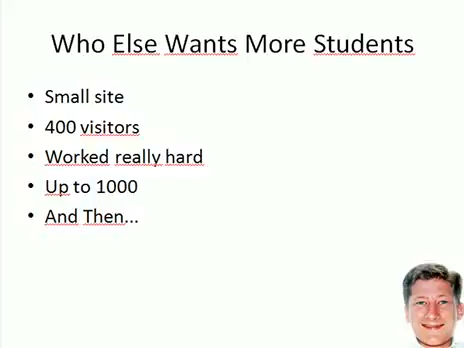 Who Else Wants More Students
• Small site
• 400 visitors
• Worked really hard
• Up to 1000
• And Then...